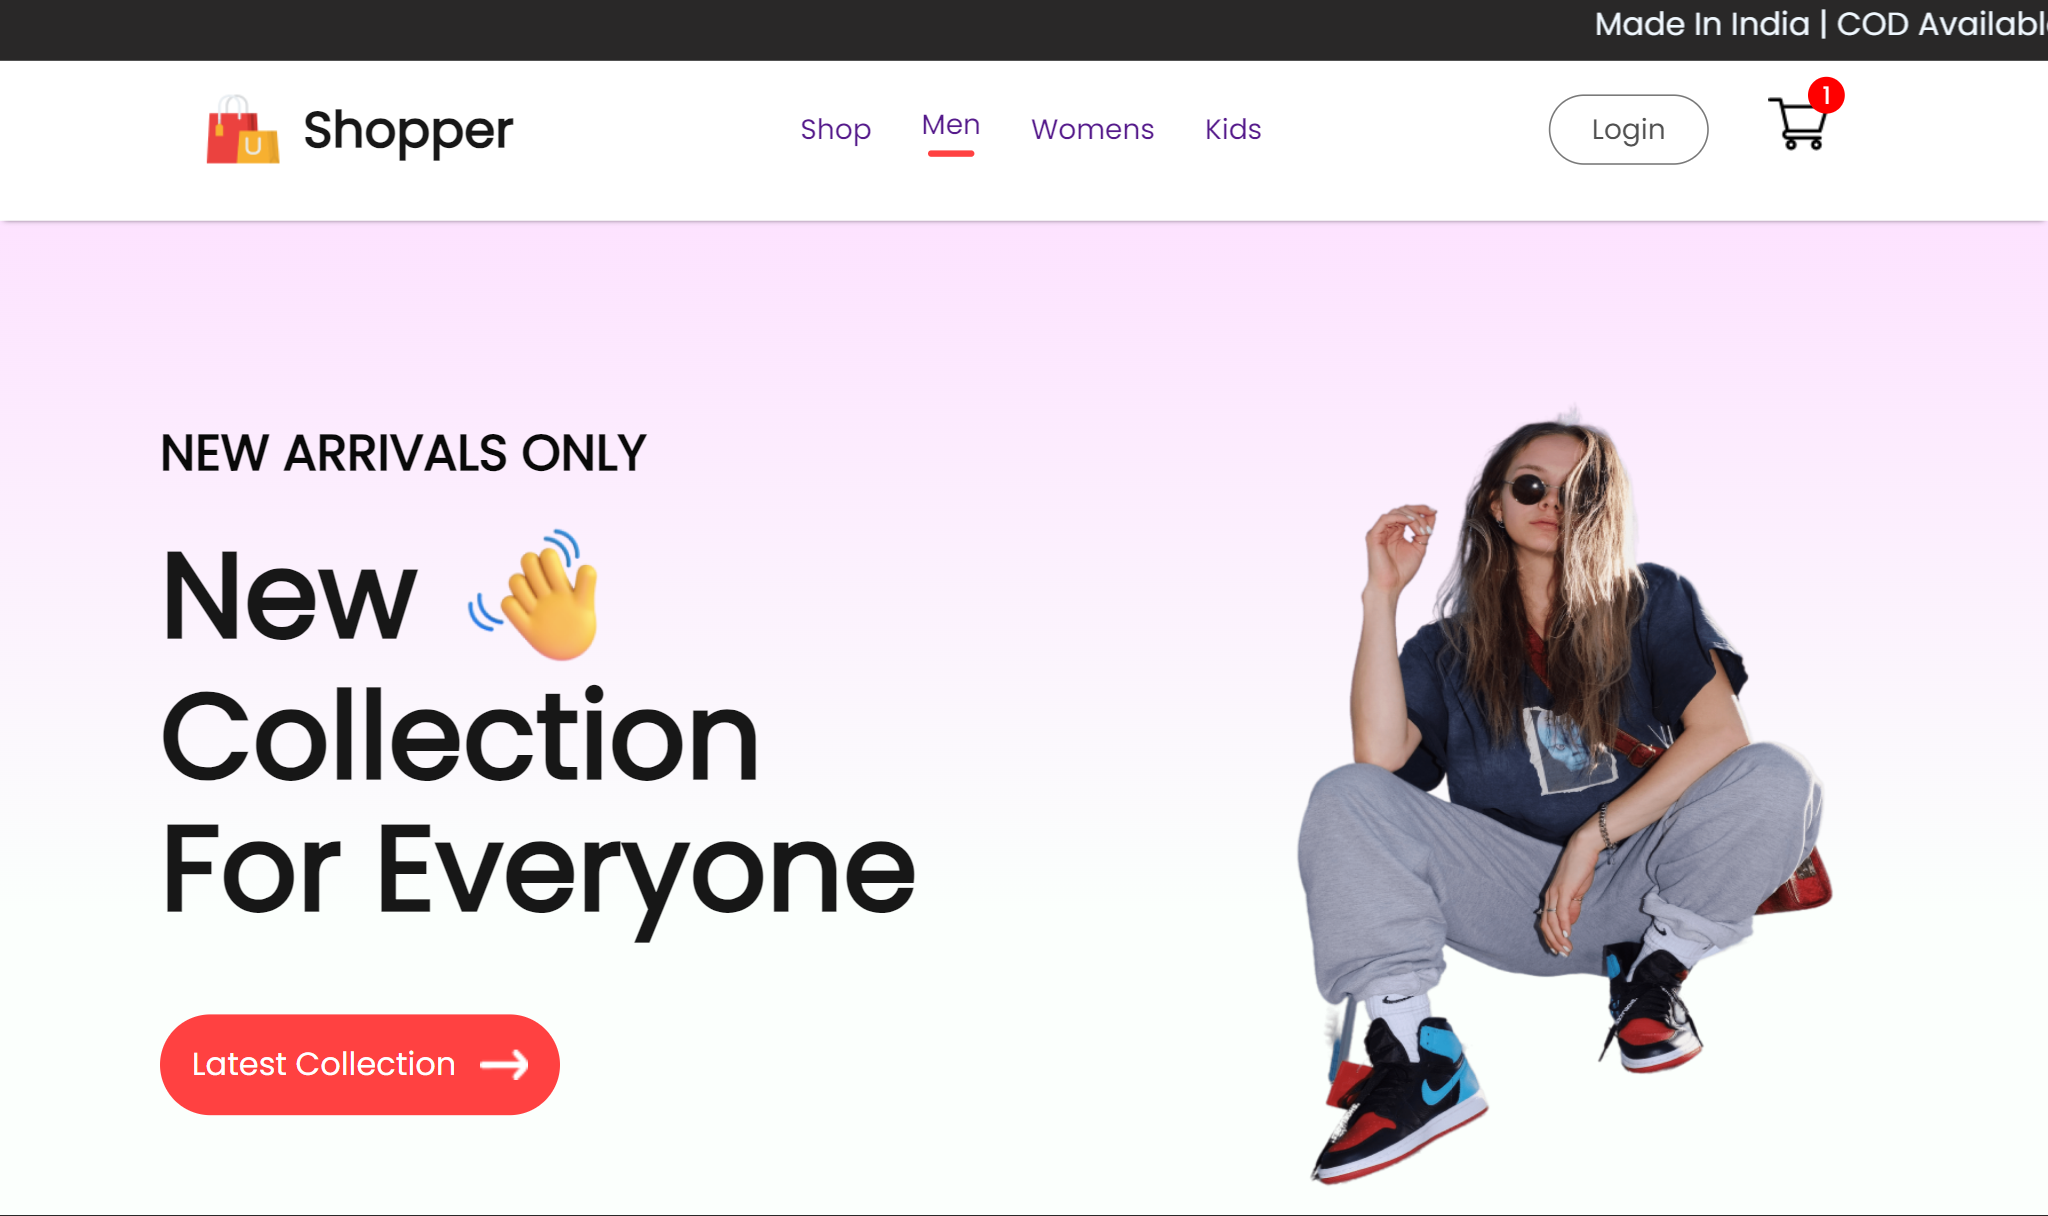 Made In India | COD Available
Shopper
Shop Men Womens Kids
Login
1
NEW ARRIVALS ONLY
New
Collection
For Everyone
Latest Collection